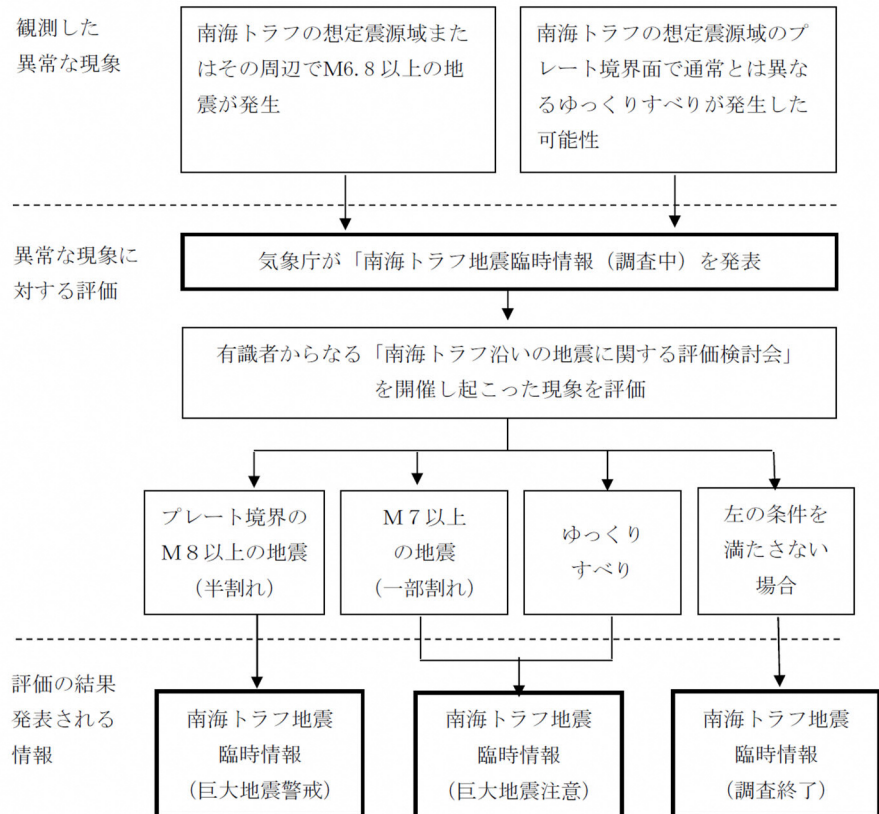 観測した
異常な現象
南海トラフの想定震源域また
はその周辺でM6.8以上の地
震が発生
南海トラフの想定震源域のプ
レート境界面で通常とは異な
るゆっくりすべりが発生した
可能性
異常な現象に
対する評価
気象庁が「南海トラフ地震臨時情報（調査中）を発表
有識者からなる「南海トラフ沿いの地震に関する評価検討会」
を開催し起こった現象を評価
プレート境界の
M８以上の地震
（半割れ）
M７以上
の地震
（一部割れ）
ゆっくり
すべり
左の条件を
満たさない
場合
評価の結果
発表される
情報
南海トラフ地震
臨時情報
（巨大地震警戒）
南海トラフ地震
臨時情報
（巨大地震注意）
南海トラフ地震
臨時情報
（調査終了）